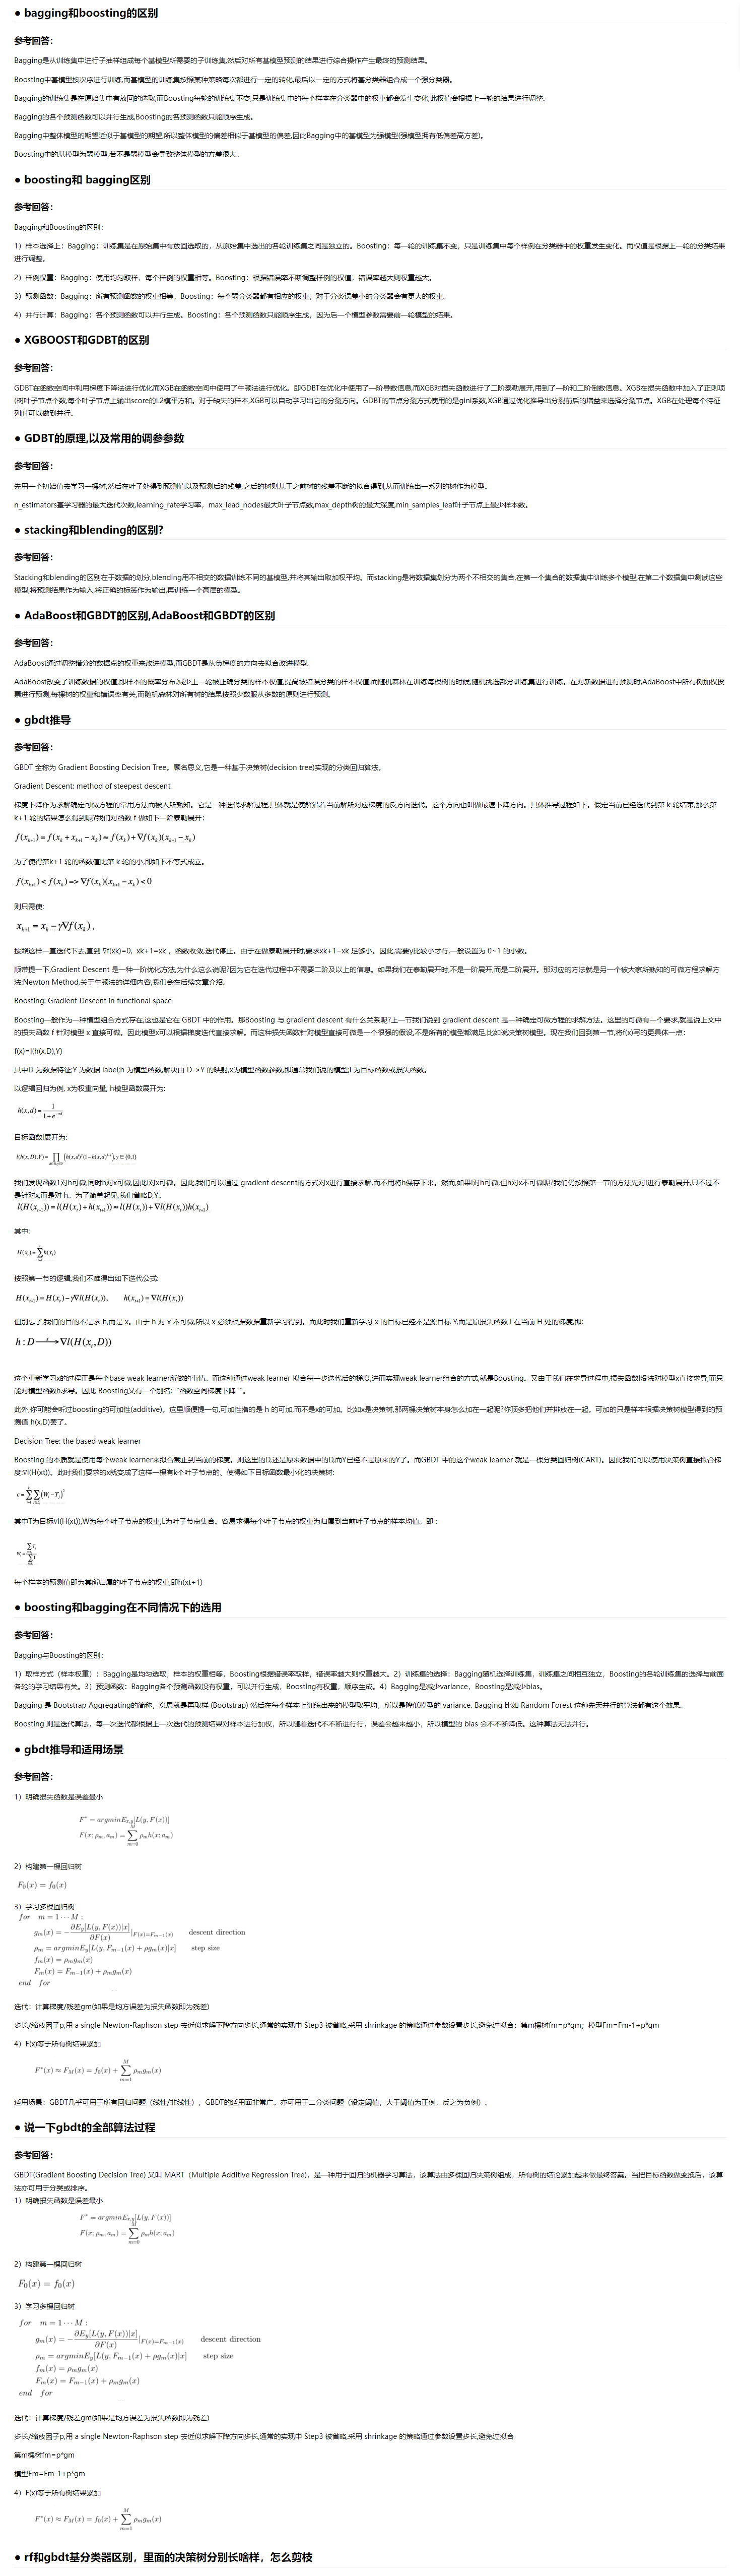 ● bagging和boosting的区别
参考回答：
Bagging是从训练集中进行子抽样组成每个基模型所需要的子训练集,然后对所有基模型预测的结果进行综合操作产生最终的预测结果。
Boosting中基模型按次序进行训练,而基模型的训练集按照某种策略每次都进行一定的转化,最后以一定的方式将基分类器组合成一个强分类器。
Bagging的训练集是在原始集中有放回的选取,而Boosting每轮的训练集不变,只是训练集中的每个样本在分类器中的权重都会发生变化,此权值会根据上一轮的结果进行调整。
Bagging的各个预测函数可以并行生成,Boosting的各预测函数只能顺序生成。
Bagging中整体模型的期望近似于基模型的期望,所以整体模型的偏差相似于基模型的偏差,因此Bagging中的基模型为强模型(强模型拥有低偏差高方差)。
Boosting中的基模型为弱模型,若不是弱模型会导致整体模型的方差很大。
● boosting和 bagging区别
参考回答：
Bagging和Boosting的区别：
1）样本选择上：Bagging：训练集是在原始集中有放回选取的，从原始集中选出的各轮训练集之间是独立的。Boosting：每一轮的训练集不变，只是训练集中每个样例在分类器中的权重发生变化。而权值是根据上一轮的分类结果
进行调整。
2）样例权重：Bagging：使用均匀取样，每个样例的权重相等。Boosting：根据错误率不断调整样例的权值，错误率越大则权重越大。
3）预测函数：Bagging：所有预测函数的权重相等。Boosting：每个弱分类器都有相应的权重，对于分类误差小的分类器会有更大的权重。
4）并行计算：Bagging：各个预测函数可以并行生成。Boosting：各个预测函数只能顺序生成，因为后一个模型参数需要前一轮模型的结果。
● XGBOOST和GDBT的区别
参考回答：
GDBT在函数空间中利用梯度下降法进行优化而XGB在函数空间中使用了牛顿法进行优化。即GDBT在优化中使用了一阶导数信息,而XGB对损失函数进行了二阶泰勒展开,用到了一阶和二阶倒数信息。XGB在损失函数中加入了正则项
(树叶子节点个数,每个叶子节点上输出score的L2模平方和。对于缺失的样本,XGB可以自动学习出它的分裂方向。GDBT的节点分裂方式使用的是gini系数,XGB通过优化推导出分裂前后的增益来选择分裂节点。XGB在处理每个特征
列时可以做到并行。
● GDBT的原理,以及常用的调参参数
参考回答：
先用一个初始值去学习一棵树,然后在叶子处得到预测值以及预测后的残差,之后的树则基于之前树的残差不断的拟合得到,从而训练出一系列的树作为模型。
n_estimators基学习器的最大迭代次数,learning_rate学习率，max_lead_nodes最大叶子节点数,max_depth树的最大深度,min_samples_leaf叶子节点上最少样本数。
● stacking和blending的区别?
参考回答：
Stacking和blending的区别在于数据的划分,blending用不相交的数据训练不同的基模型,并将其输出取加权平均。而stacking是将数据集划分为两个不相交的集合,在第一个集合的数据集中训练多个模型,在第二个数据集中测试这些
模型,将预测结果作为输入,将正确的标签作为输出,再训练一个高层的模型。
● AdaBoost和GBDT的区别,AdaBoost和GBDT的区别
参考回答：
AdaBoost通过调整错分的数据点的权重来改进模型,而GBDT是从负梯度的方向去拟合改进模型。
AdaBoost改变了训练数据的权值,即样本的概率分布,减少上一轮被正确分类的样本权值,提高被错误分类的样本权值,而随机森林在训练每棵树的时候,随机挑选部分训练集进行训练。在对新数据进行预测时,AdaBoost中所有树加权投
票进行预测,每棵树的权重和错误率有关,而随机森林对所有树的结果按照少数服从多数的原则进行预测。
● gbdt推导
参考回答：
GBDT 全称为 Gradient Boosting Decision Tree。顾名思义,它是一种基于决策树(decision tree)实现的分类回归算法。
Gradient Descent: method of steepest descent
梯度下降作为求解确定可微方程的常用方法而被人所熟知。它是一种迭代求解过程,具体就是使解沿着当前解所对应梯度的反方向迭代。这个方向也叫做最速下降方向。具体推导过程如下。假定当前已经迭代到第 k 轮结束,那么第
k+1 轮的结果怎么得到呢?我们对函数 f 做如下一阶泰勒展开:
f(x_{k+1}) = f(x_k + x_{k+1} − x_k) ≈ f(x_k) + ∇f(x_k)(x_{k+1} − x_k)
为了使得第k+1 轮的函数值比第 k 轮的小,即如下不等式成立。
f(x_{k+1}) < f(x_k) => ∇f(x_k)(x_{k+1} − x_k) < 0
则只需使:
x_{k+1} = x_k − γ∇f(x_k) ,
按照这样一直迭代下去,直到 ∇f(xk)=0，xk+1=xk ，函数收敛,迭代停止。由于在做泰勒展开时,要求xk+1−xk 足够小。因此,需要γ比较小才行,一般设置为 0~1 的小数。
顺带提一下,Gradient Descent 是一种一阶优化方法,为什么这么说呢?因为它在迭代过程中不需要二阶及以上的信息。如果我们在泰勒展开时,不是一阶展开,而是二阶展开。那对应的方法就是另一个被大家所熟知的可微方程求解方
法:Newton Method,关于牛顿法的详细内容,我们会在后续文章介绍。
Boosting: Gradient Descent in functional space
Boosting一般作为一种模型组合方式存在,这也是它在 GBDT 中的作用。那Boosting 与 gradient descent 有什么关系呢?上一节我们说到 gradient descent 是一种确定可微方程的求解方法。这里的可微有一个要求,就是说上文中
的损失函数 f 针对模型 x 直接可微。因此模型x可以根据梯度迭代直接求解。而这种损失函数针对模型直接可微是一个很强的假设,不是所有的模型都满足,比如说决策树模型。现在我们回到第一节,将f(x)写的更具体一点:
f(x)=l(h(x,D),Y)
其中D 为数据特征;Y 为数据 label;h 为模型函数,解决由 D->Y 的映射,x为模型函数参数,即通常我们说的模型;l 为目标函数或损失函数。
以逻辑回归为例, x为权重向量, h模型函数展开为:
h(x,d) = 1/(1+e^{−xd})
目标函数l展开为:
l(h(x,D),Y) = ∏ (h(x,d)^y(1−h(x,d)^{1−y}), y∈{0,1}
我们发现函数1对h可微,同时h对x可微,因此l对x可微。因此,我们可以通过 gradient descent的方式对x进行直接求解,而不用将h保存下来。然而,如果l对h可微,但h对x不可微呢?我们仍按照第一节的方法先对l进行泰勒展开,只不过不
是针对x,而是对 h。为了简单起见,我们省略D,Y。
l(H(x_{t+1})) = l(H(x_t) + h(x_{t+1})) ≈ l(H(x_t)) + ∇l(H(x_t))h(x_{t+1})
其中:
H(x_t) = ∑ h(x_i)
按照第一节的逻辑,我们不难得出如下迭代公式:
H(x_{t+1}) = H(x_t) − γ∇l(H(x_t)), h(x_{t+1}) ≈ ∇l(H(x_t))
但别忘了,我们的目的不是求 h,而是 x。由于 h 对 x 不可微,所以 x 必须根据数据重新学习得到。而此时我们重新学习 x 的目标已经不是源目标 Y,而是原损失函数 l 在当前 H 处的梯度,即:
h : D —x→ ∇l(H(x_t,D))
这个重新学习x的过程正是每个base weak learner所做的事情。而这种通过weak learner 拟合每一步迭代后的梯度,进而实现weak learner组合的方式,就是Boosting。又由于我们在求导过程中,损失函数l没法对模型x直接求导,而只
能对模型函数h求导。因此 Boosting又有一个别名:“函数空间梯度下降“。
此外,你可能会听过boosting的可加性(additive)。这里顺便提一句,可加性指的是 h 的可加,而不是x的可加。比如x是决策树,那两棵决策树本身怎么加在一起呢?你顶多把他们并排放在一起。可加的只是样本根据决策树模型得到的预
测值 h(x,D)罢了。
Decision Tree: the based weak learner
Boosting 的本质就是使用每个weak learner来拟合截止到当前的梯度。则这里的D,还是原来数据中的D,而Y已经不是原来的Y了。而GBDT 中的这个weak learner 就是一棵分类回归树(CART)。因此我们可以使用决策树直接拟合梯
度:∇l(H(xt))。此时我们要求的x就变成了这样一棵有k个叶子节点的、使得如下目标函数最小化的决策树:
c = ∑∑(W_i − T_j)^2
其中T为目标∇l(H(xt)),W为每个叶子节点的权重,L为叶子节点集合。容易求得每个叶子节点的权重为归属到当前叶子节点的样本均值。即：
W_i = ∑T_j / ∑1
每个样本的预测值即为其所归属的叶子节点的权重,即h(xt+1)
● boosting和bagging在不同情况下的选用
参考回答：
Bagging与Boosting的区别：
1）取样方式（样本权重）：Bagging是均匀选取，样本的权重相等，Boosting根据错误率取样，错误率越大则权重越大。2）训练集的选择：Bagging随机选择训练集，训练集之间相互独立，Boosting的各轮训练集的选择与前面
各轮的学习结果有关。3）预测函数：Bagging各个预测函数没有权重，可以并行生成，Boosting有权重，顺序生成。4）Bagging是减少variance，Boosting是减少bias。
Bagging 是 Bootstrap Aggregating的简称，意思就是再取样 (Bootstrap) 然后在每个样本上训练出来的模型取平均，所以是降低模型的 variance. Bagging 比如 Random Forest 这种先天并行的算法都有这个效果。
Boosting 则是迭代算法，每一次迭代都根据上一次迭代的预测结果对样本进行加权，所以随着迭代不不断进行行，误差会越来越小，所以模型的 bias 会不不断降低。这种算法无法并行。
● gbdt推导和适用场景
参考回答：
1）明确损失函数是误差最小
F^* = argminE_{x,y}[L(y, F(x))]
F(x; ρ_m, a_m) = ∑_{m=0}^{M} ρ_m h(x; a_m)
2）构建第一棵回归树
F_0(x) = f_0(x)
3）学习多棵回归树
for m = 1 ··· M :
g_m(x) = −∂E_y[L(y, F(x))|x]/∂F(x) |_{F(x)=F_{m−1}(x)} descent direction
ρ_m = argminE_y[L(y, F_{m−1}(x) + ρg_m(x)|x] step size
f_m(x) = ρ_m g_m(x)
F_m(x) = F_{m−1}(x) + ρ_m g_m(x)
end for
迭代：计算梯度/残差gm(如果是均方误差为损失函数即为残差)
步长/缩放因子p,用 a single Newton-Raphson step 去近似求解下降方向步长,通常的实现中 Step3 被省略,采用 shrinkage 的策略通过参数设置步长,避免过拟合；第m棵树fm=p*gm；模型Fm=Fm-1+p*gm
4）F(x)等于所有树结果累加
F^*(x) ≈ F_M(x) = f_0(x) + ∑_{m=1}^{M} ρ_m g_m(x)
适用场景：GBDT几乎可用于所有回归问题（线性/非线性），GBDT的适用面非常广。亦可用于二分类问题（设定阈值，大于阈值为正例，反之为负例）。
● 说一下gbdt的全部算法过程
参考回答：
GBDT(Gradient Boosting Decision Tree) 又叫 MART（Multiple Additive Regression Tree)，是一种用于回归的机器学习算法，该算法由多棵回归决策树组成，所有树的结论累加起来做最终答案。当把目标函数做变换后，该算
法亦可用于分类或排序。
1）明确损失函数是误差最小
F^* = argminE_{x,y}[L(y, F(x))]
F(x; ρ_m, a_m) = ∑_{m=0}^{M} ρ_m h(x; a_m)
2）构建第一棵回归树
F_0(x) = f_0(x)
3）学习多棵回归树
for m = 1 ··· M :
g_m(x) = −∂E_y[L(y, F(x))|x]/∂F(x) |_{F(x)=F_{m−1}(x)} descent direction
ρ_m = argminE_y[L(y, F_{m−1}(x) + ρg_m(x)|x] step size
f_m(x) = ρ_m g_m(x)
F_m(x) = F_{m−1}(x) + ρ_m g_m(x)
end for
迭代：计算梯度/残差gm(如果是均方误差为损失函数即为残差)
步长/缩放因子p,用 a single Newton-Raphson step 去近似求解下降方向步长,通常的实现中 Step3 被省略,采用 shrinkage 的策略通过参数设置步长,避免过拟合
第m棵树fm=p*gm
模型Fm=Fm-1+p*gm
4）F(x)等于所有树结果累加
F^*(x) ≈ F_M(x) = f_0(x) + ∑_{m=1}^{M} ρ_m g_m(x)
● rf和gbdt基分类器区别，里面的决策树分别长啥样，怎么剪枝